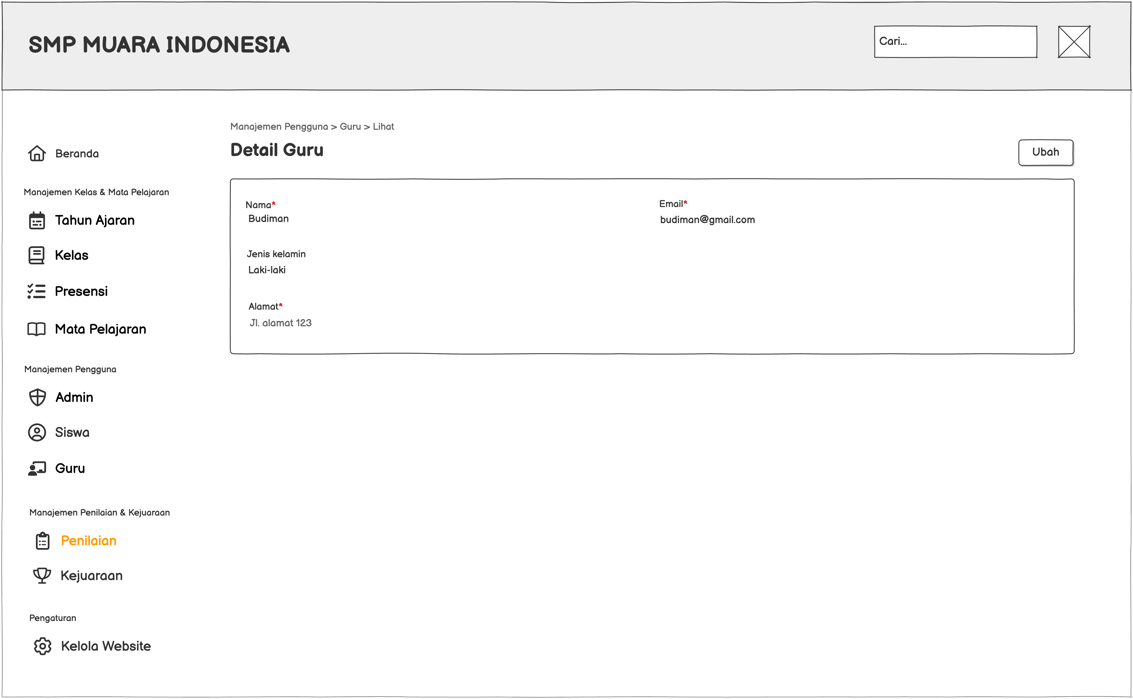 SMP MUARA INDONESIA
Cari...
Beranda
Manajemen Kelas & Mata Pelajaran
Tahun Ajaran
Kelas
Presensi
Mata Pelajaran
Manajemen Pengguna
Admin
Siswa
Guru
Manajemen Penilaian & Kejuaraan
Penilaian
Kejuaraan
Pengaturan
Kelola Website
Manajemen Pengguna > Guru > Lihat
Detail Guru
Ubah
Nama*
Budiman
Email*
budiman@gmail.com
Jenis kelamin
Laki-laki
Alamat*
Jl. alamat 123